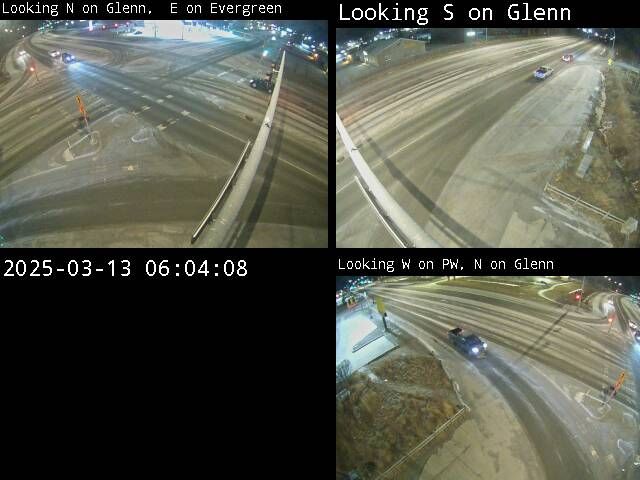 Looking N on Glenn,  E on Evergreen
Looking S on Glenn
2025-03-13 06:04:08
Looking W on PW, N on Glenn